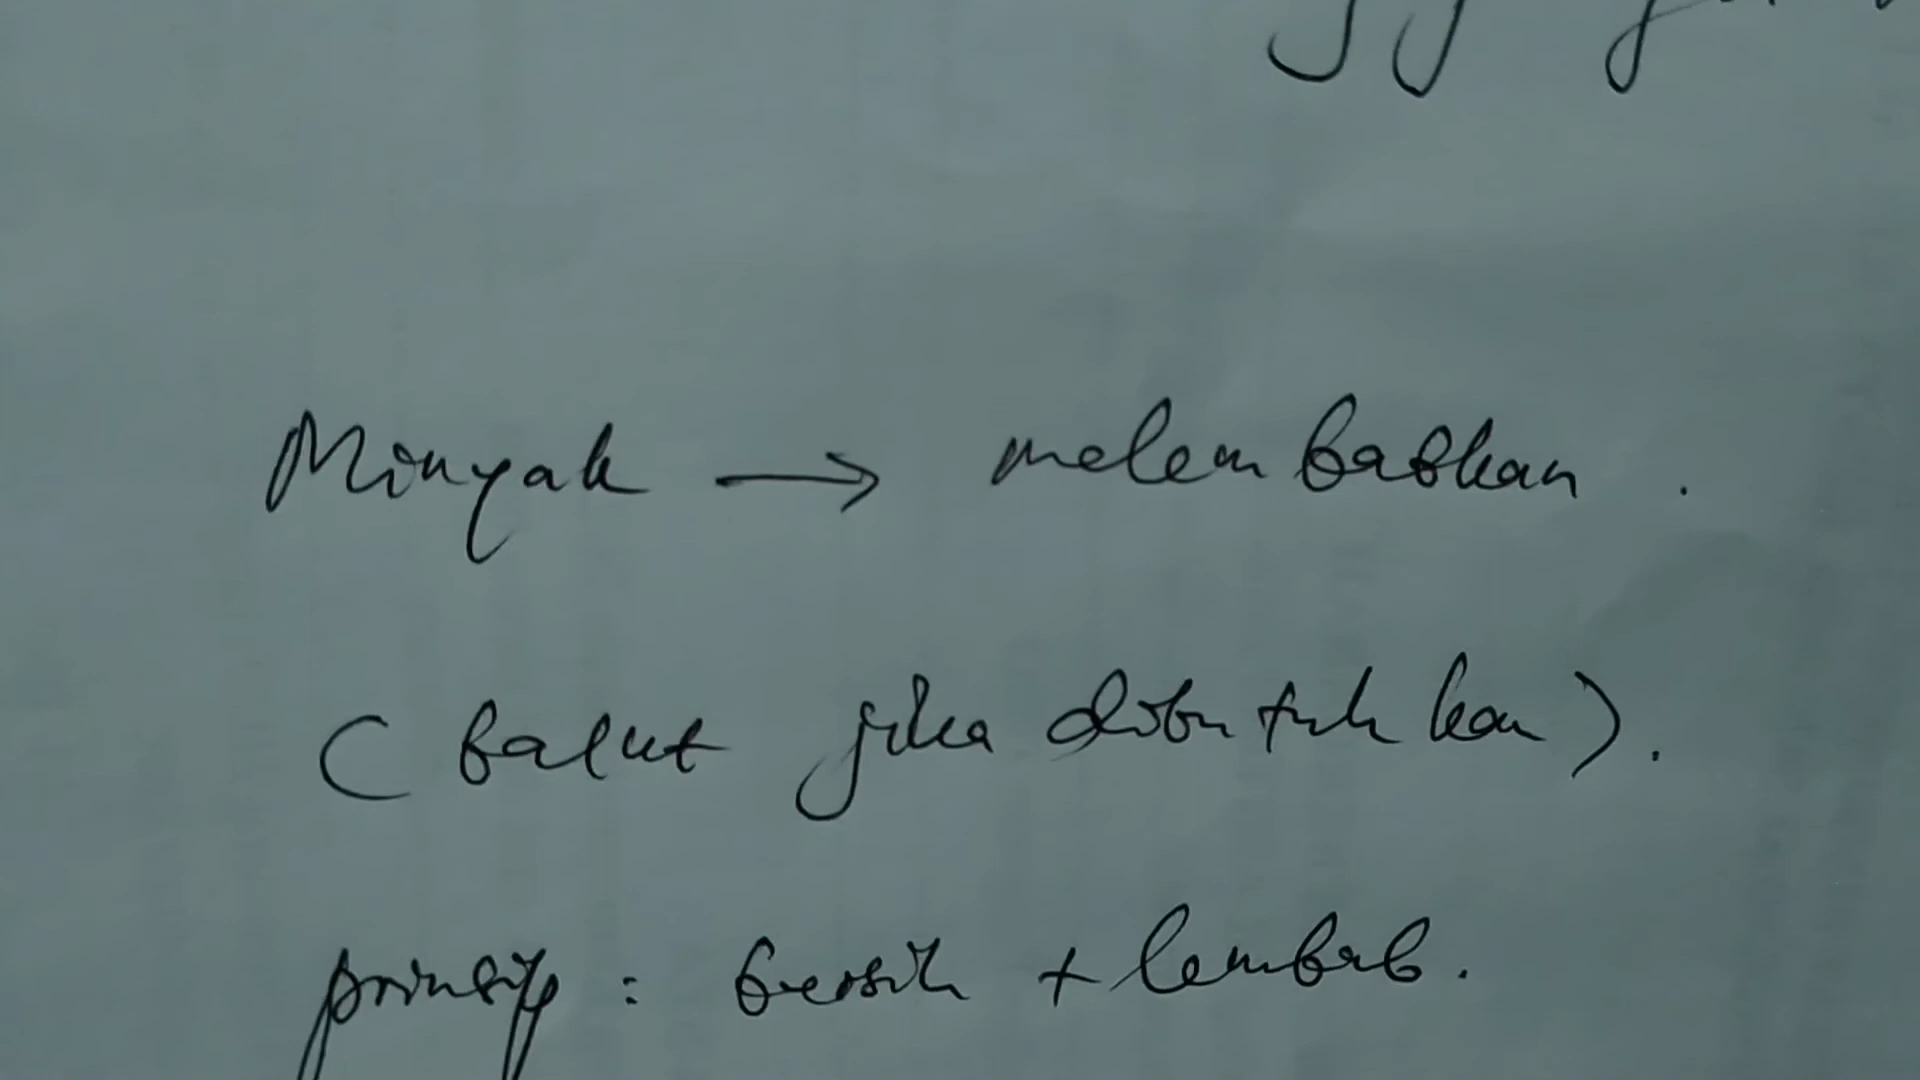 Minyak → melembabkan.
(balut jika dibutuhkan).
prinsip : bersih + lembab.